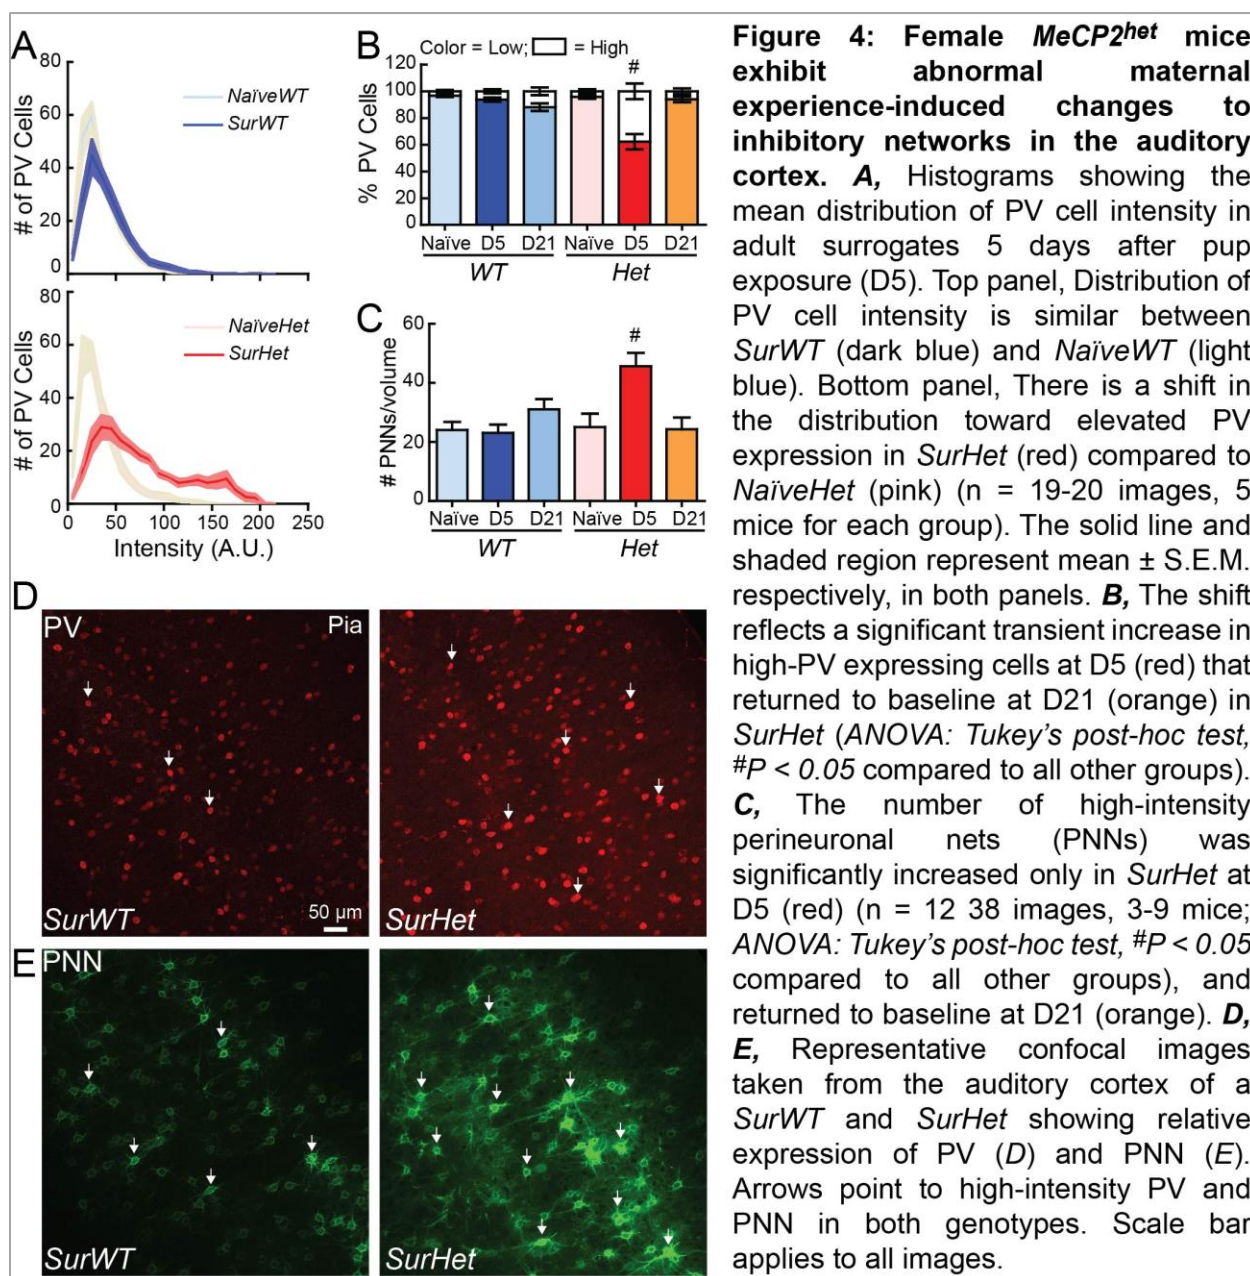 A
80
60
40
20
0
# of PV Cells
NaïveWT
SurWT
80
60
40
20
0
# of PV Cells
NaïveHet
SurHet
0 50 100 150 200 250
Intensity (A.U.)
B
Color = Low; = High
120
100
80
60
40
20
0
% PV Cells
#
Naïve D5 D21 Naïve D5 D21
WT Het
C
60
40
20
0
# PNNs/volume
#
Naïve D5 D21 Naïve D5 D21
WT Het
D
PV Pia
SurWT 50 µm SurHet
E PNN
SurWT SurHet
Figure 4: Female MeCP2het mice
exhibit abnormal maternal
experience-induced changes to
inhibitory networks in the auditory
cortex. A, Histograms showing the
mean distribution of PV cell intensity in
adult surrogates 5 days after pup
exposure (D5). Top panel, Distribution of
PV cell intensity is similar between
SurWT (dark blue) and NaïveWT (light
blue). Bottom panel, There is a shift in
the distribution toward elevated PV
expression in SurHet (red) compared to
NaïveHet (pink) (n = 19-20 images, 5
mice for each group). The solid line and
shaded region represent mean ± S.E.M.
respectively, in both panels. B, The shift
reflects a significant transient increase in
high-PV expressing cells at D5 (red) that
returned to baseline at D21 (orange) in
SurHet (ANOVA: Tukey's post-hoc test,
#P < 0.05 compared to all other groups).
C, The number of high-intensity
perineuronal nets (PNNs) was
significantly increased only in SurHet at
D5 (red) (n = 12 38 images, 3-9 mice;
ANOVA: Tukey's post-hoc test, #P < 0.05
compared to all other groups), and
returned to baseline at D21 (orange). D,
E, Representative confocal images
taken from the auditory cortex of a
SurWT and SurHet showing relative
expression of PV (D) and PNN (E).
Arrows point to high-intensity PV and
PNN in both genotypes. Scale bar
applies to all images.